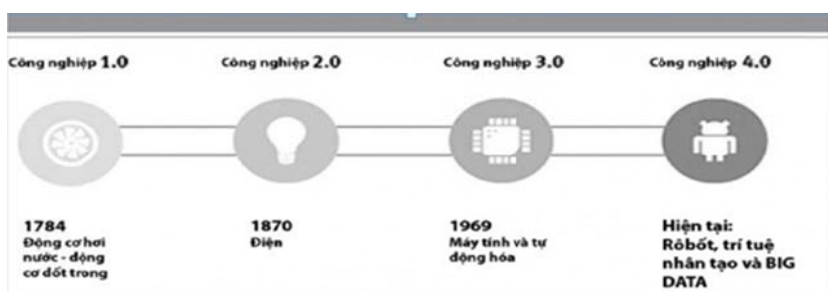 Công nghiệp 1.0
Công nghiệp 2.0
Công nghiệp 3.0
Công nghiệp 4.0
1784
Động cơ hơi
nước - động
cơ đốt trong
1870
Điện
1969
Máy tính và tự
động hóa
Hiện tại:
Rôbốt, trí tuệ
nhân tạo và BIG
DATA